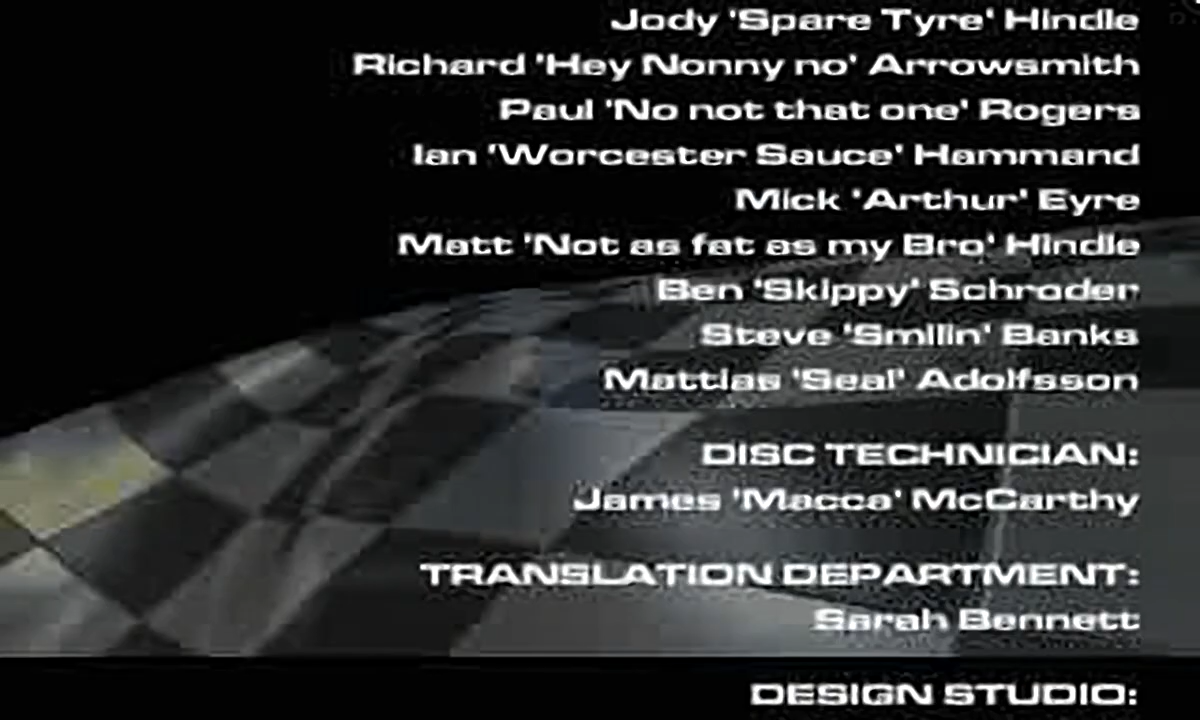 Jody 'Spare Tyre' Hindle
Richard 'Hey Nonny no' Arrowsmith
Paul 'No not that one' Rogers
Ian 'Worcester Sauce' Hammand
Mick 'Arthur' Eyre
Matt 'Not as fat as my Bro' Hindle
Ben 'Skippy' Schroder
Steve 'Smilin' Banks
Mattias 'Seal' Adolfsson
DISC TECHNICIAN:
James 'Macca' McCarthy
TRANSLATION DEPARTMENT:
Sarah Bennett
DESIGN STUDIO: